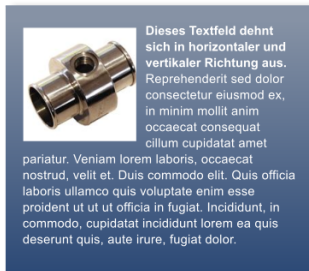 Dieses Textfeld dehnt
sich in horizontaler und
vertikaler Richtung aus.
Reprehenderit sed dolor
consectetur eiusmod ex,
in minim mollit anim
occaecat consequat
cillum cupidatat amet
pariatur. Veniam lorem laboris, occaecat
nostrud, velit et. Duis commodo elit. Quis officia
laboris ullamco quis voluptate enim esse
proident ut ut ut officia in fugiat. Incididunt, in
commodo, cupidatat incididunt lorem ea quis
deserunt quis, aute irure, fugiat dolor.